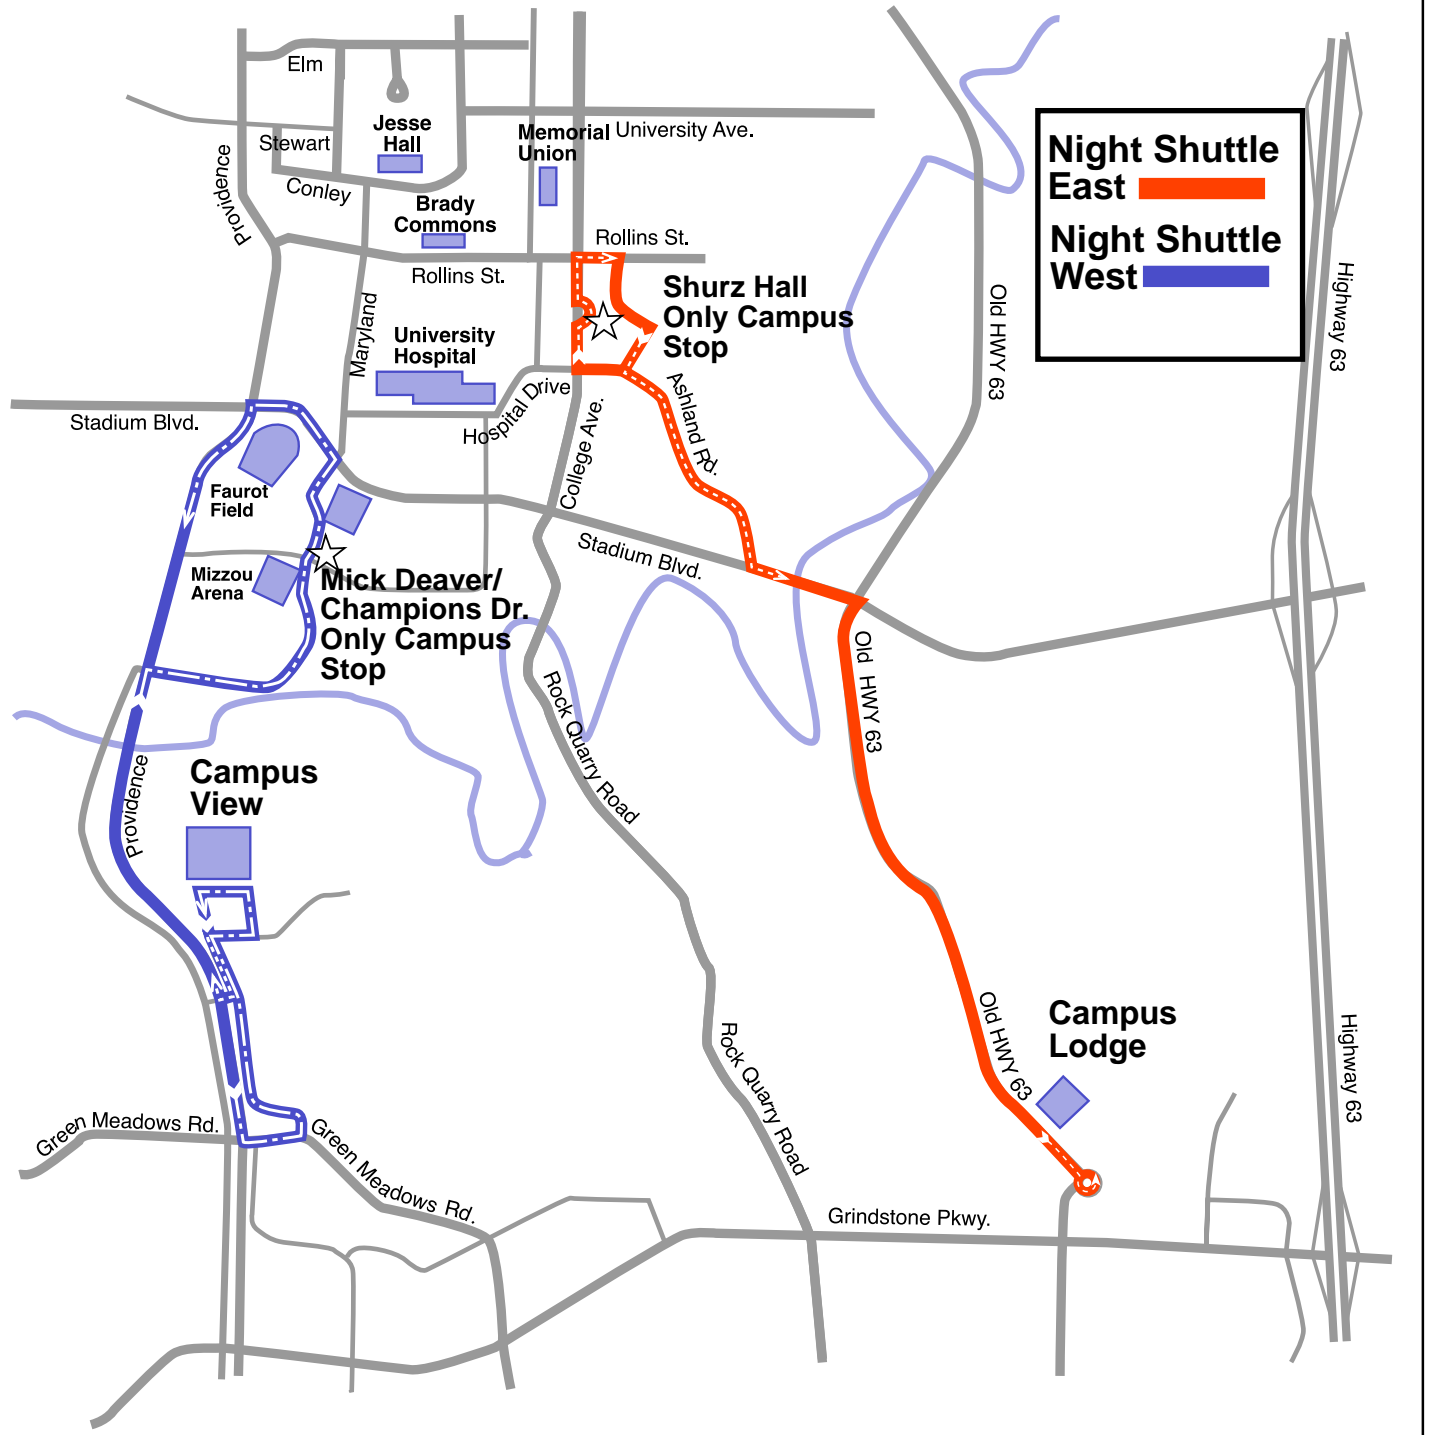 Elm
Stewart
Conley
Providence
Jesse
Hall
Memorial
Union
University Ave.
Brady
Commons
Rollins St.
Rollins St.
Maryland
University
Hospital
Hospital Drive
College Ave.
Shurz Hall
Only Campus
Stop
Ashland Rd.
Night Shuttle
East
Night Shuttle
West
Old HWY 63
Highway 63
Stadium Blvd.
Faurot
Field
Mizzou
Arena
Stadium Blvd.
Mick Deaver/
Champions Dr.
Only Campus
Stop
Old HWY 63
Rock Quarry Road
Providence
Campus
View
Campus
Lodge
Old HWY 63
Highway 63
Rock Quarry Road
Green Meadows Rd.
Green Meadows Rd.
Grindstone Pkwy.